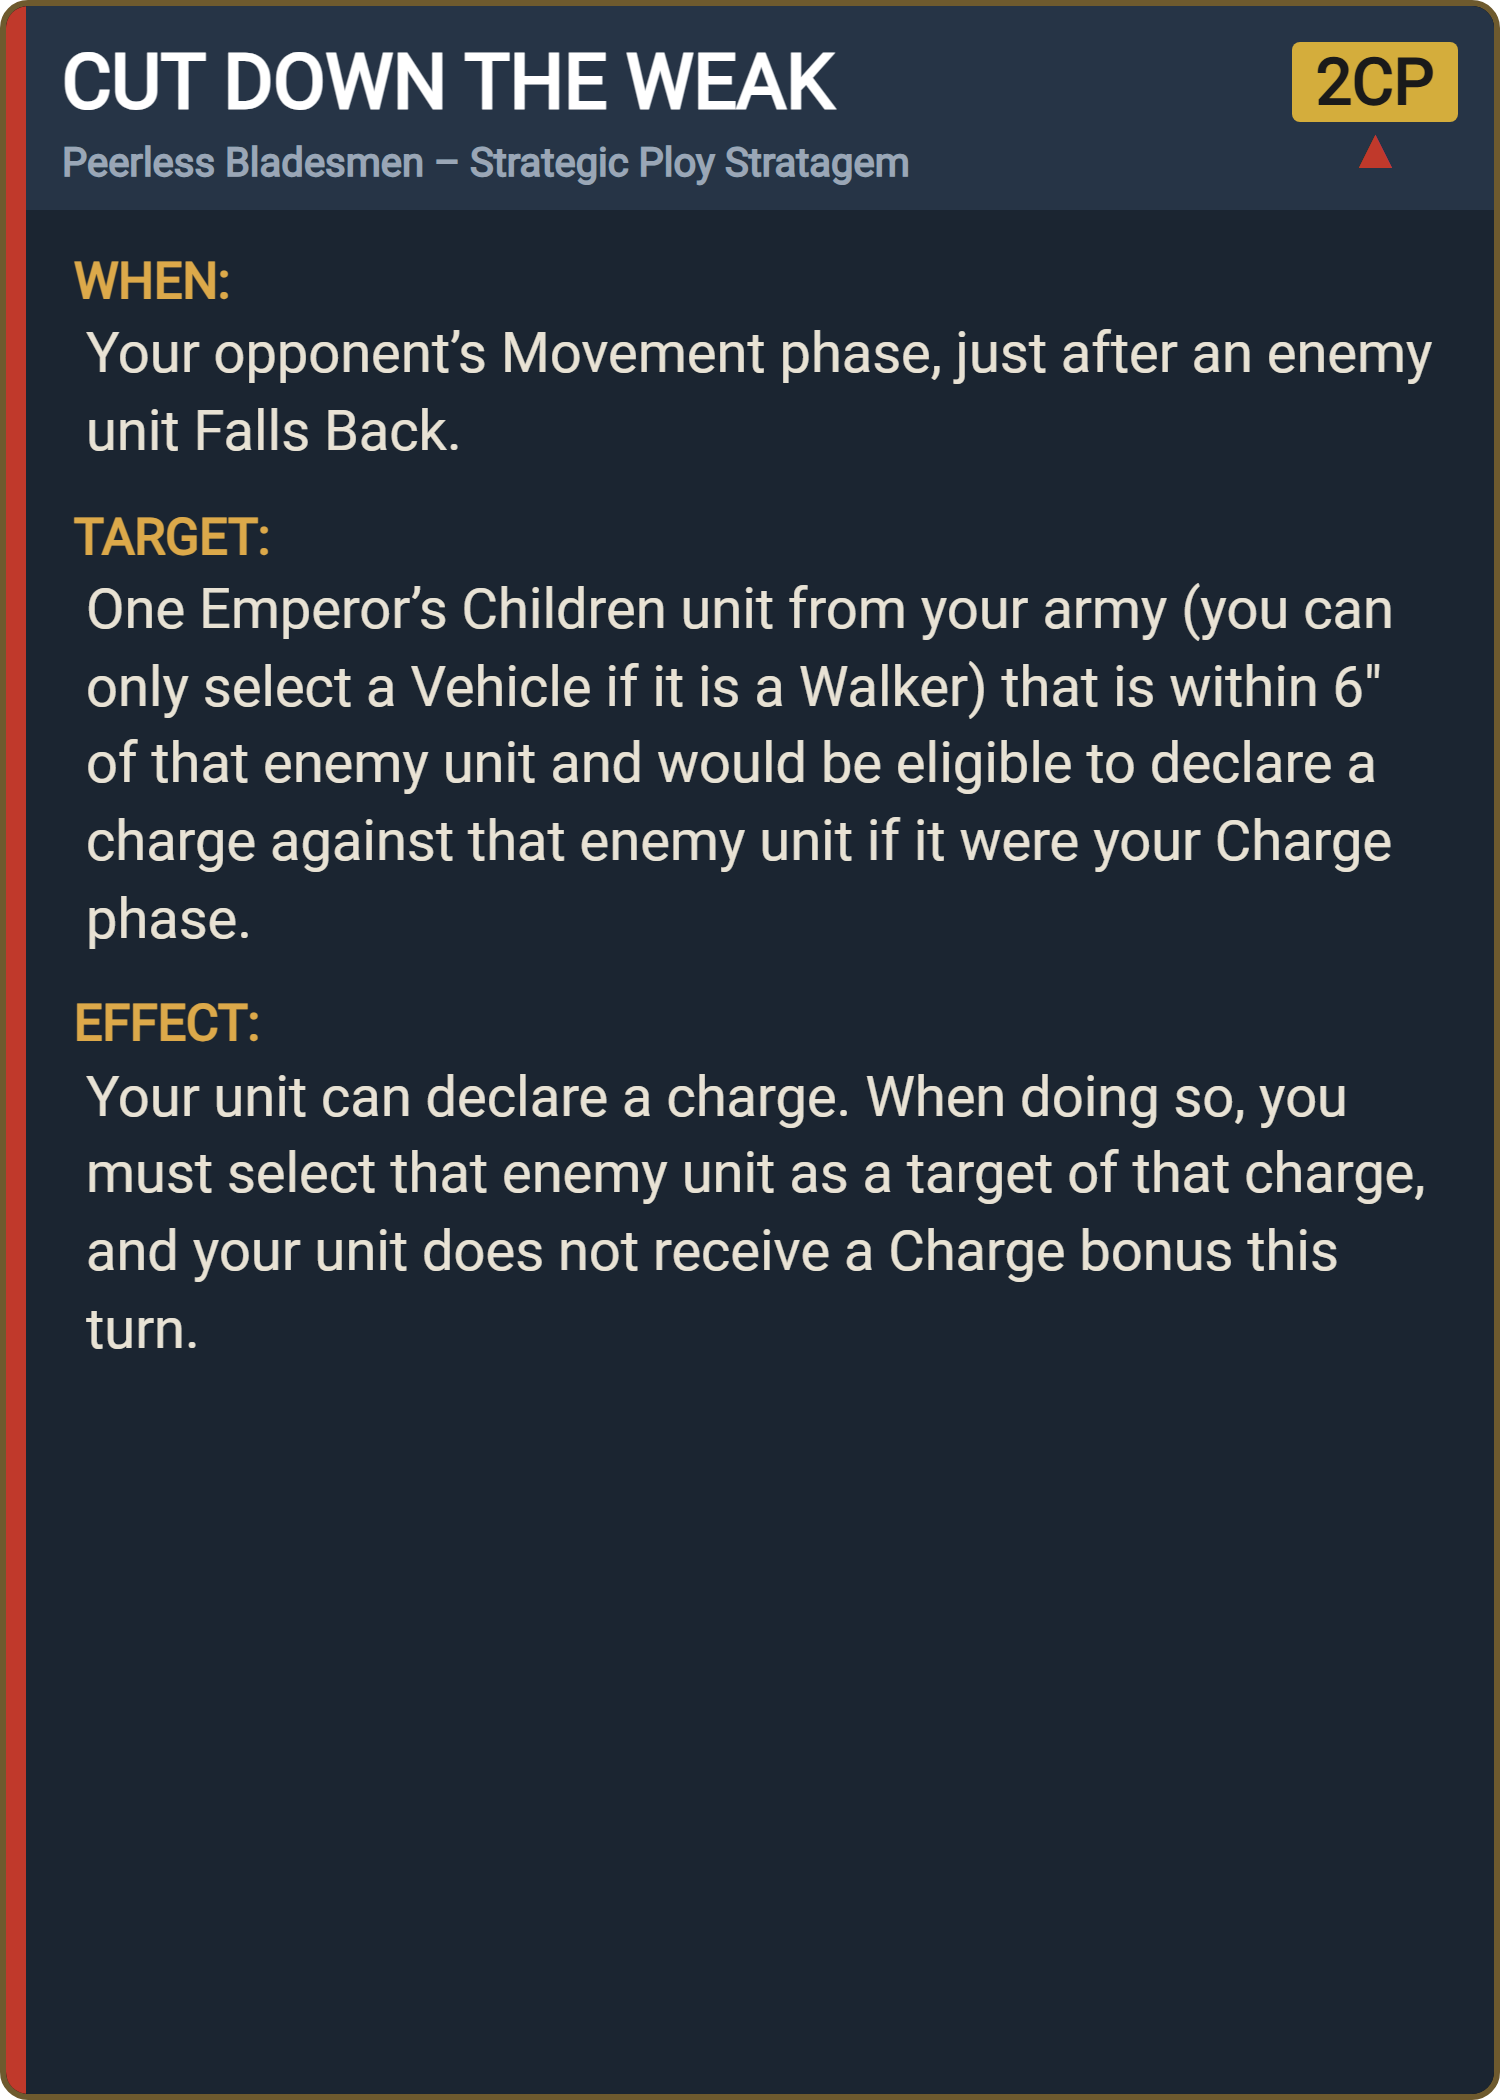 CUT DOWN THE WEAK
2CP
Peerless Bladesmen – Strategic Ploy Stratagem
WHEN:
Your opponent’s Movement phase, just after an enemy
unit Falls Back.
TARGET:
One Emperor’s Children unit from your army (you can
only select a Vehicle if it is a Walker) that is within 6"
of that enemy unit and would be eligible to declare a
charge against that enemy unit if it were your Charge
phase.
EFFECT:
Your unit can declare a charge. When doing so, you
must select that enemy unit as a target of that charge,
and your unit does not receive a Charge bonus this
turn.